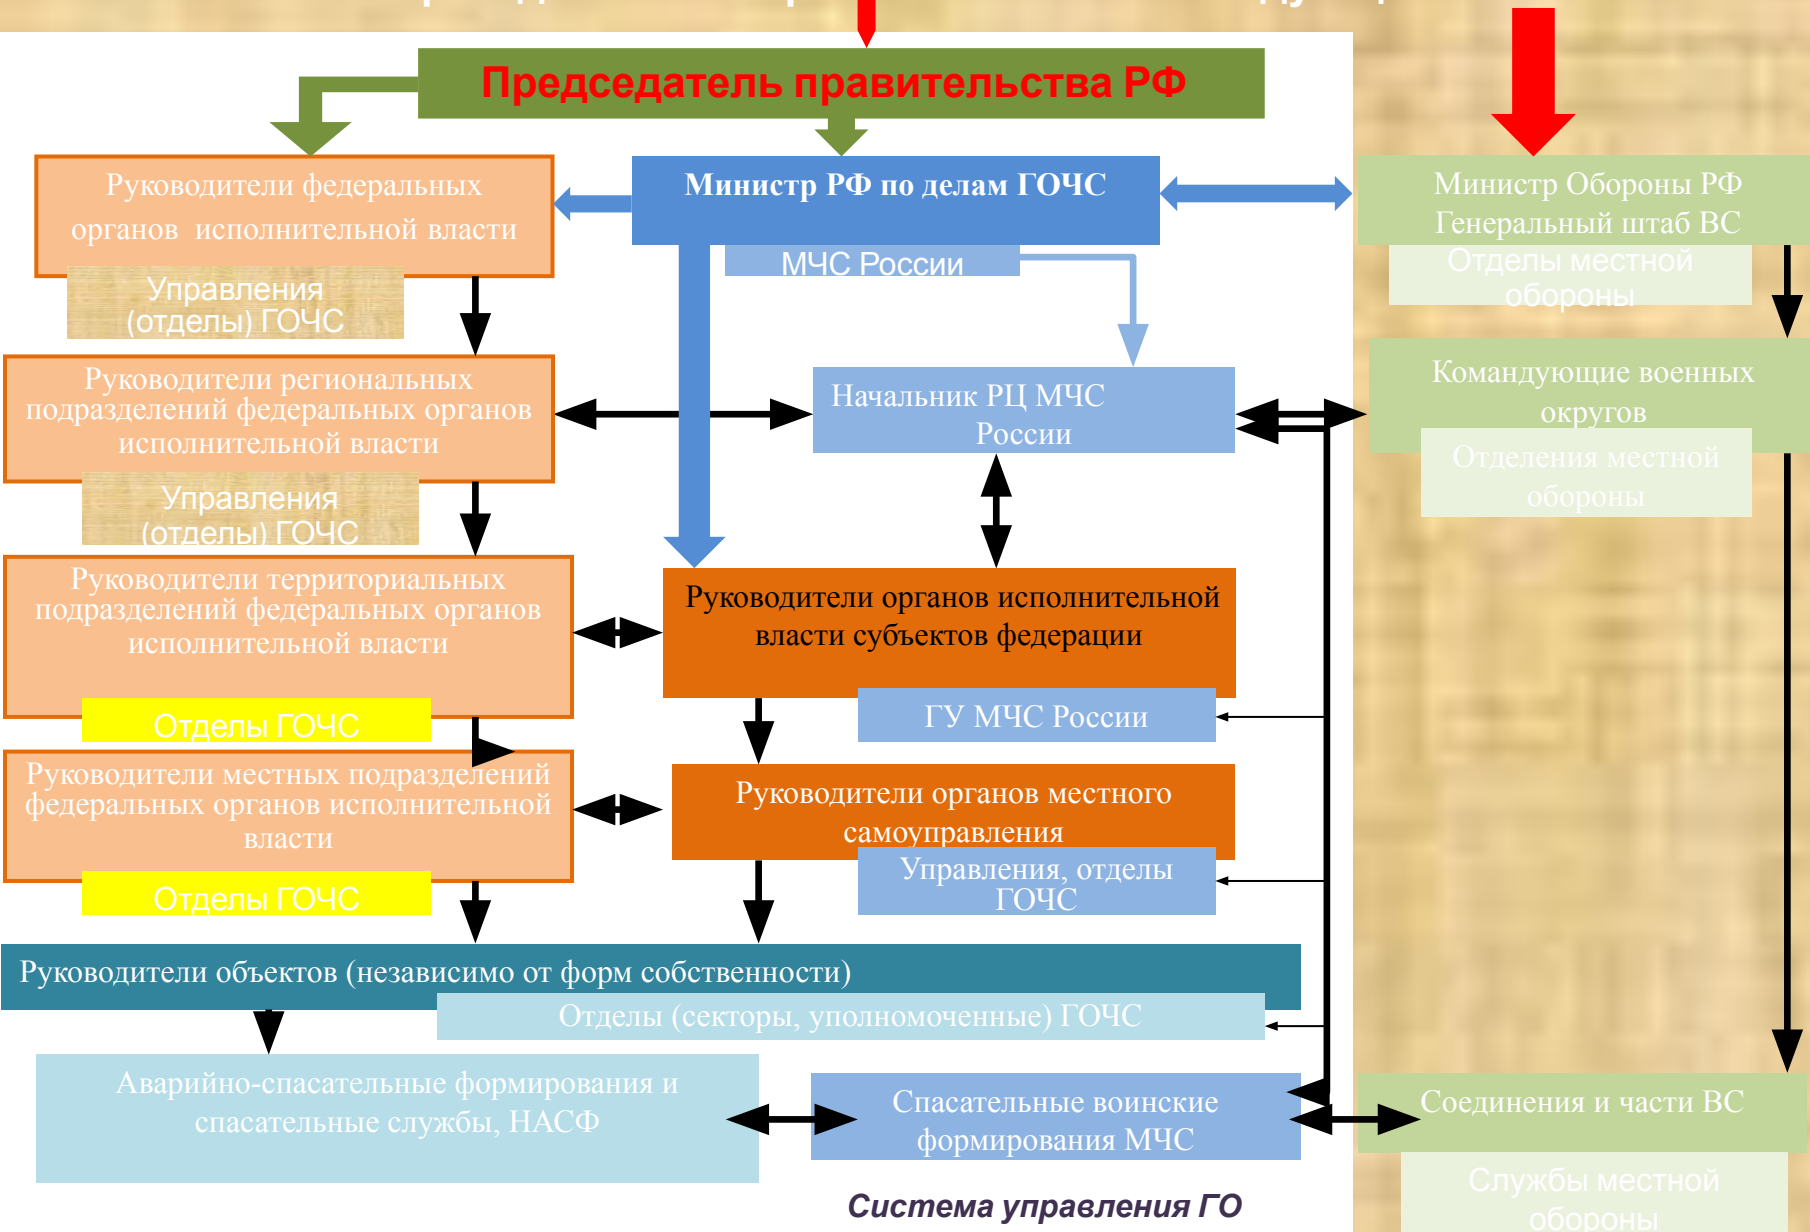 Председатель правительства РФ
Руководители федеральных
органов исполнительной власти
Управления
(отделы) ГОЧС
Министр РФ по делам ГОЧС
МЧС России
Министр Обороны РФ
Генеральный штаб ВС
Отделы местной
обороны
Руководители региональных
подразделений федеральных органов
исполнительной власти
Управления
(отделы) ГОЧС
Начальник РЦ МЧС
России
Командующие военных
округов
Отделения местной
обороны
Руководители территориальных
подразделений федеральных органов
исполнительной власти
Отделы ГОЧС
Руководители органов исполнительной
власти субъектов федерации
ГУ МЧС России
Руководители местных подразделений
федеральных органов исполнительной
власти
Отделы ГОЧС
Руководители органов местного
самоуправления
Управления, отделы
ГОЧС
Руководители объектов (независимо от форм собственности)
Отделы (секторы, уполномоченные) ГОЧС
Аварийно-спасательные формирования и
спасательные службы, НАСФ
Спасательные воинские
формирования МЧС
Соединения и части ВС
Службы местной
обороны
Система управления ГО